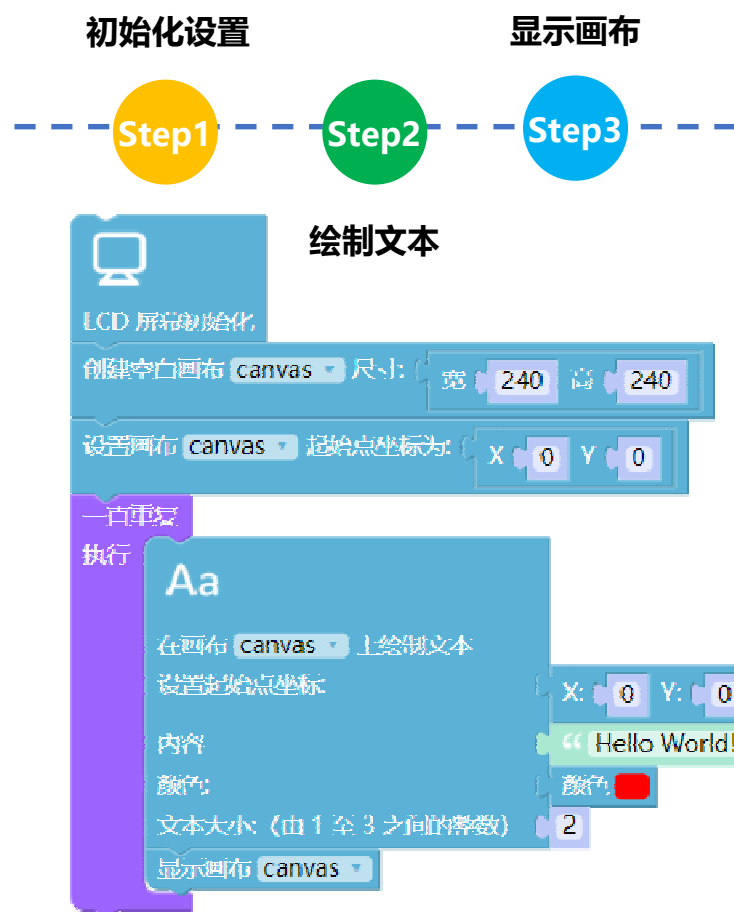 初始化设置 显示画布
Step1 Step2 Step3
绘制文本
LCD 屏幕初始化
创建空白画布 canvas 尺寸: 宽 240 高 240
设置画布 canvas 起始点坐标为: X 0 Y 0
一直重复
执行
Aa
在画布 canvas 上绘制文本
设置起始点坐标: X: 0 Y: 0
内容 “ Hello World!
颜色: 颜色
文本大小: (由 1 至 3 之间的整数) 2
显示画布 canvas